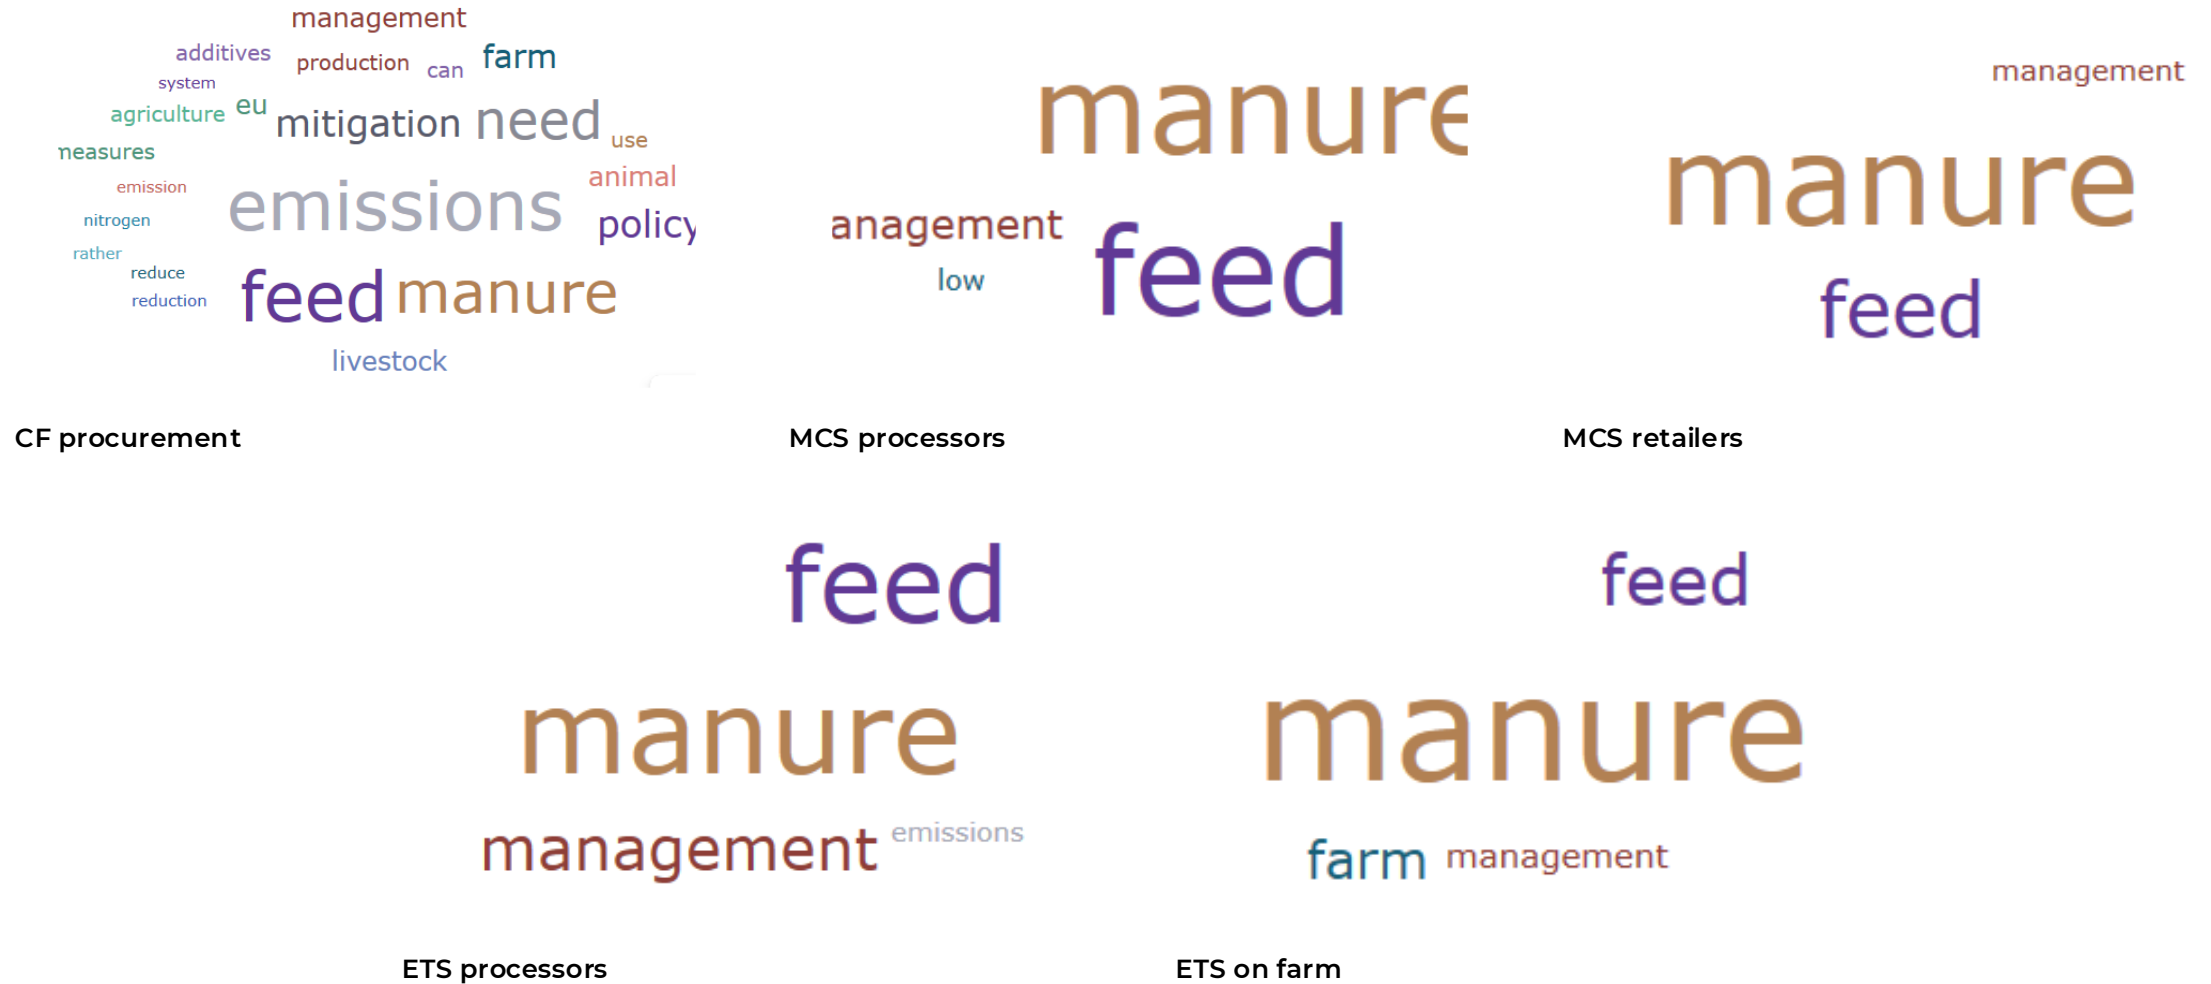 management
additives production can farm
system
agriculture eu mitigation need use
neasures animal
emission emissions policy
nitrogen
rather
reduce feed manure
reduction
livestock
CF procurement
manure
anagement
low feed
MCS processors
management
manure
feed
MCS retailers
feed
manure
management emissions
ETS processors
feed
manure
farm management
ETS on farm